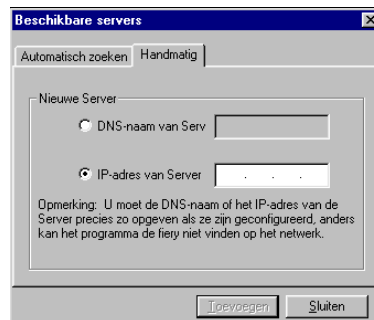 Beschikbare servers
Automatisch zoeken Handmatig
Nieuwe Server
DNS-naam van Serv
IP-adres van Server . . .
Opmerking: U moet de DNS-naam of het IP-adres van de
Server precies zo opgeven als ze zijn geconfigureerd, anders
kan het programma de fiery niet vinden op het netwerk.
Toevoegen Sluiten